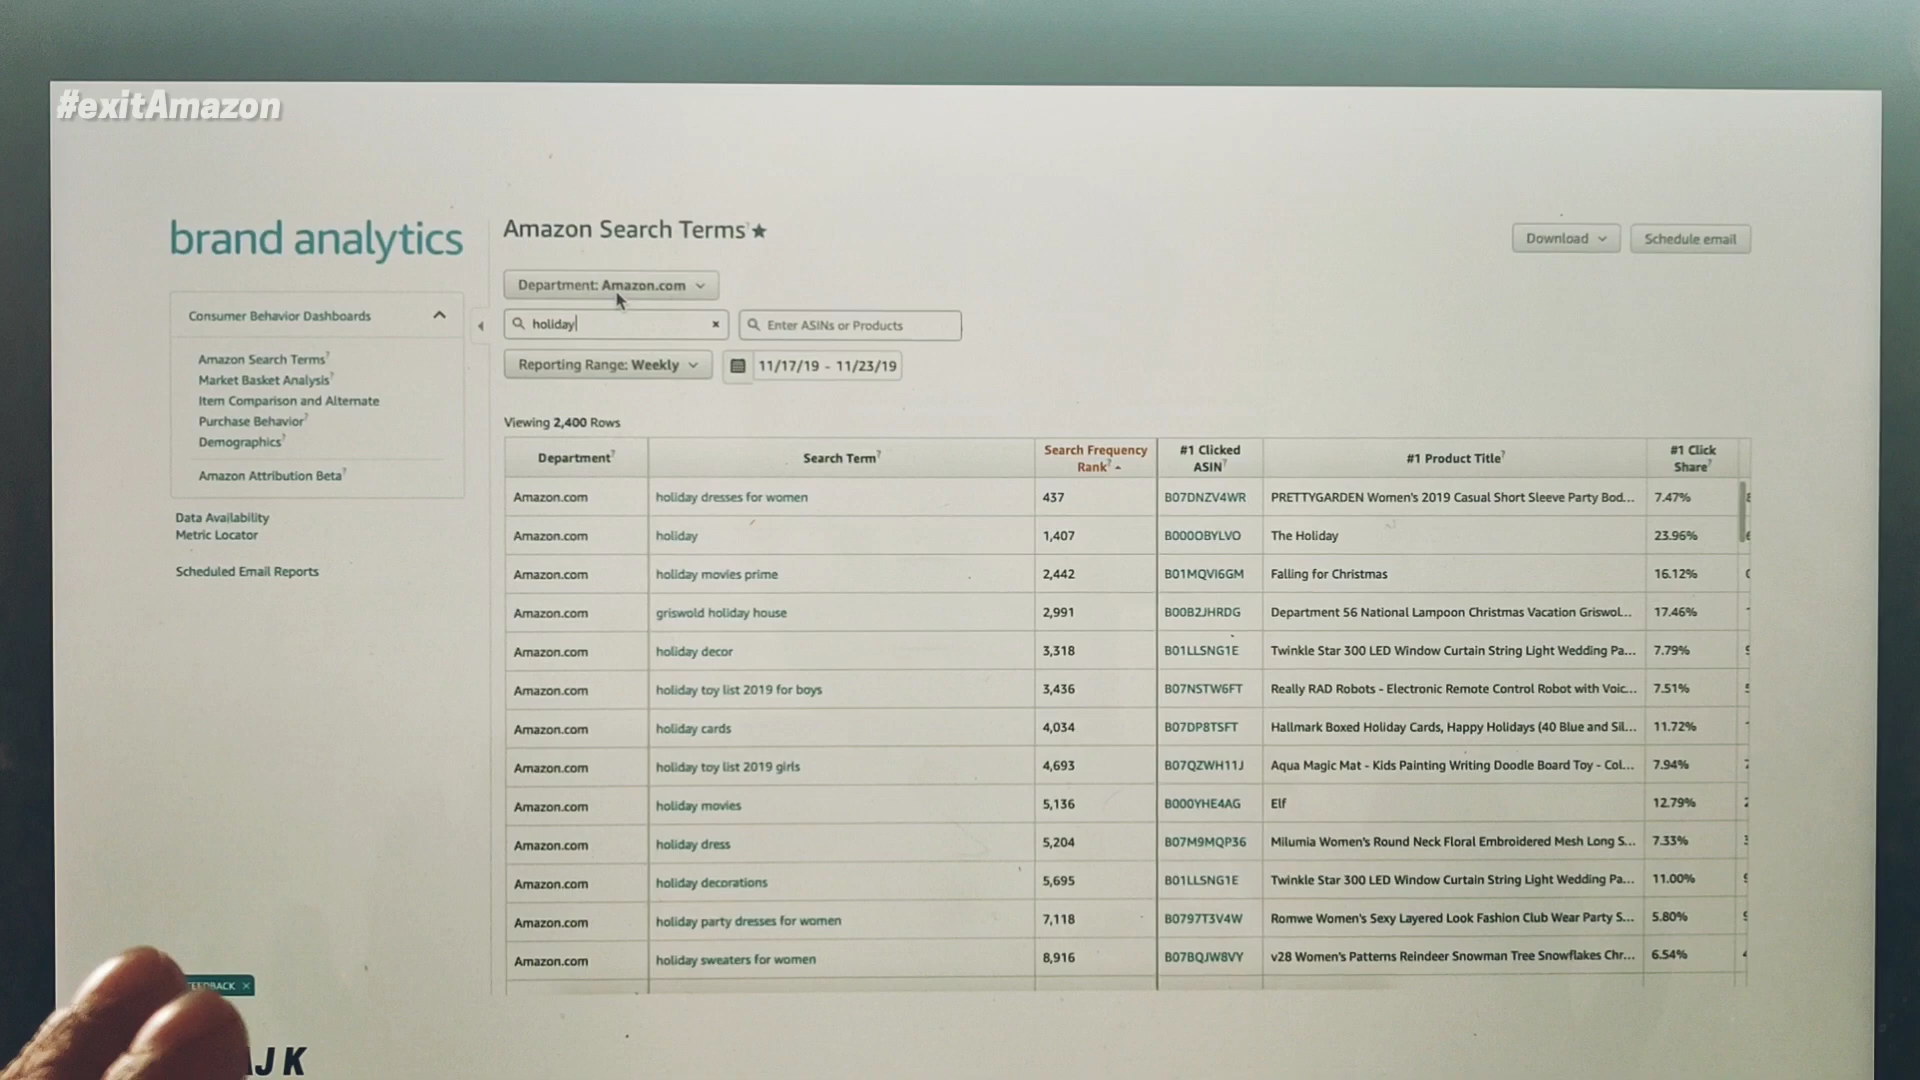 #exitAmazon
brand analytics
Amazon Search Terms?★
Download
Schedule email
Department: Amazon.com
holiday
Enter ASINs or Products
Reporting Range: Weekly
11/17/19 - 11/23/19
Consumer Behavior Dashboards
Amazon Search Terms?
Market Basket Analysis?
Item Comparison and Alternate
Purchase Behavior?
Demographics?
Amazon Attribution Beta?
Data Availability
Metric Locator
Scheduled Email Reports
Viewing 2,400 Rows
Department? Search Term? Search Frequency Rank? #1 Clicked ASIN? #1 Product Title? #1 Click Share?
Amazon.com holiday dresses for women 437 B07DNZV4WR PRETTYGARDEN Women's 2019 Casual Short Sleeve Party Bod... 7.47%
Amazon.com holiday 1,407 B000OBYLVO The Holiday 23.96%
Amazon.com holiday movies prime 2,442 B01MQVI6GM Falling for Christmas 16.12%
Amazon.com griswold holiday house 2,991 B00B2JHRDG Department 56 National Lampoon Christmas Vacation Griswol... 17.46%
Amazon.com holiday decor 3,318 B01LLSNG1E Twinkle Star 300 LED Window Curtain String Light Wedding Pa... 7.79%
Amazon.com holiday toy list 2019 for boys 3,436 B07NSTW6FT Really RAD Robots - Electronic Remote Control Robot with Voic... 7.51%
Amazon.com holiday cards 4,034 B07DP8TSFT Hallmark Boxed Holiday Cards, Happy Holidays (40 Blue and Sil... 11.72%
Amazon.com holiday toy list 2019 girls 4,693 B07QZWH11J Aqua Magic Mat - Kids Painting Writing Doodle Board Toy - Col... 7.94%
Amazon.com holiday movies 5,136 B000YHE4AG Elf 12.79%
Amazon.com holiday dress 5,204 B07M9MQP36 Milumia Women's Round Neck Floral Embroidered Mesh Long S... 7.33%
Amazon.com holiday decorations 5,695 B01LLSNG1E Twinkle Star 300 LED Window Curtain String Light Wedding Pa... 11.00%
Amazon.com holiday party dresses for women 7,118 B0797T3V4W Romwe Women's Sexy Layered Look Fashion Club Wear Party S... 5.80%
Amazon.com holiday sweaters for women 8,916 B07BQJW8VY v28 Women's Patterns Reindeer Snowman Tree Snowflakes Chr... 6.54%
FEEDBACK ×